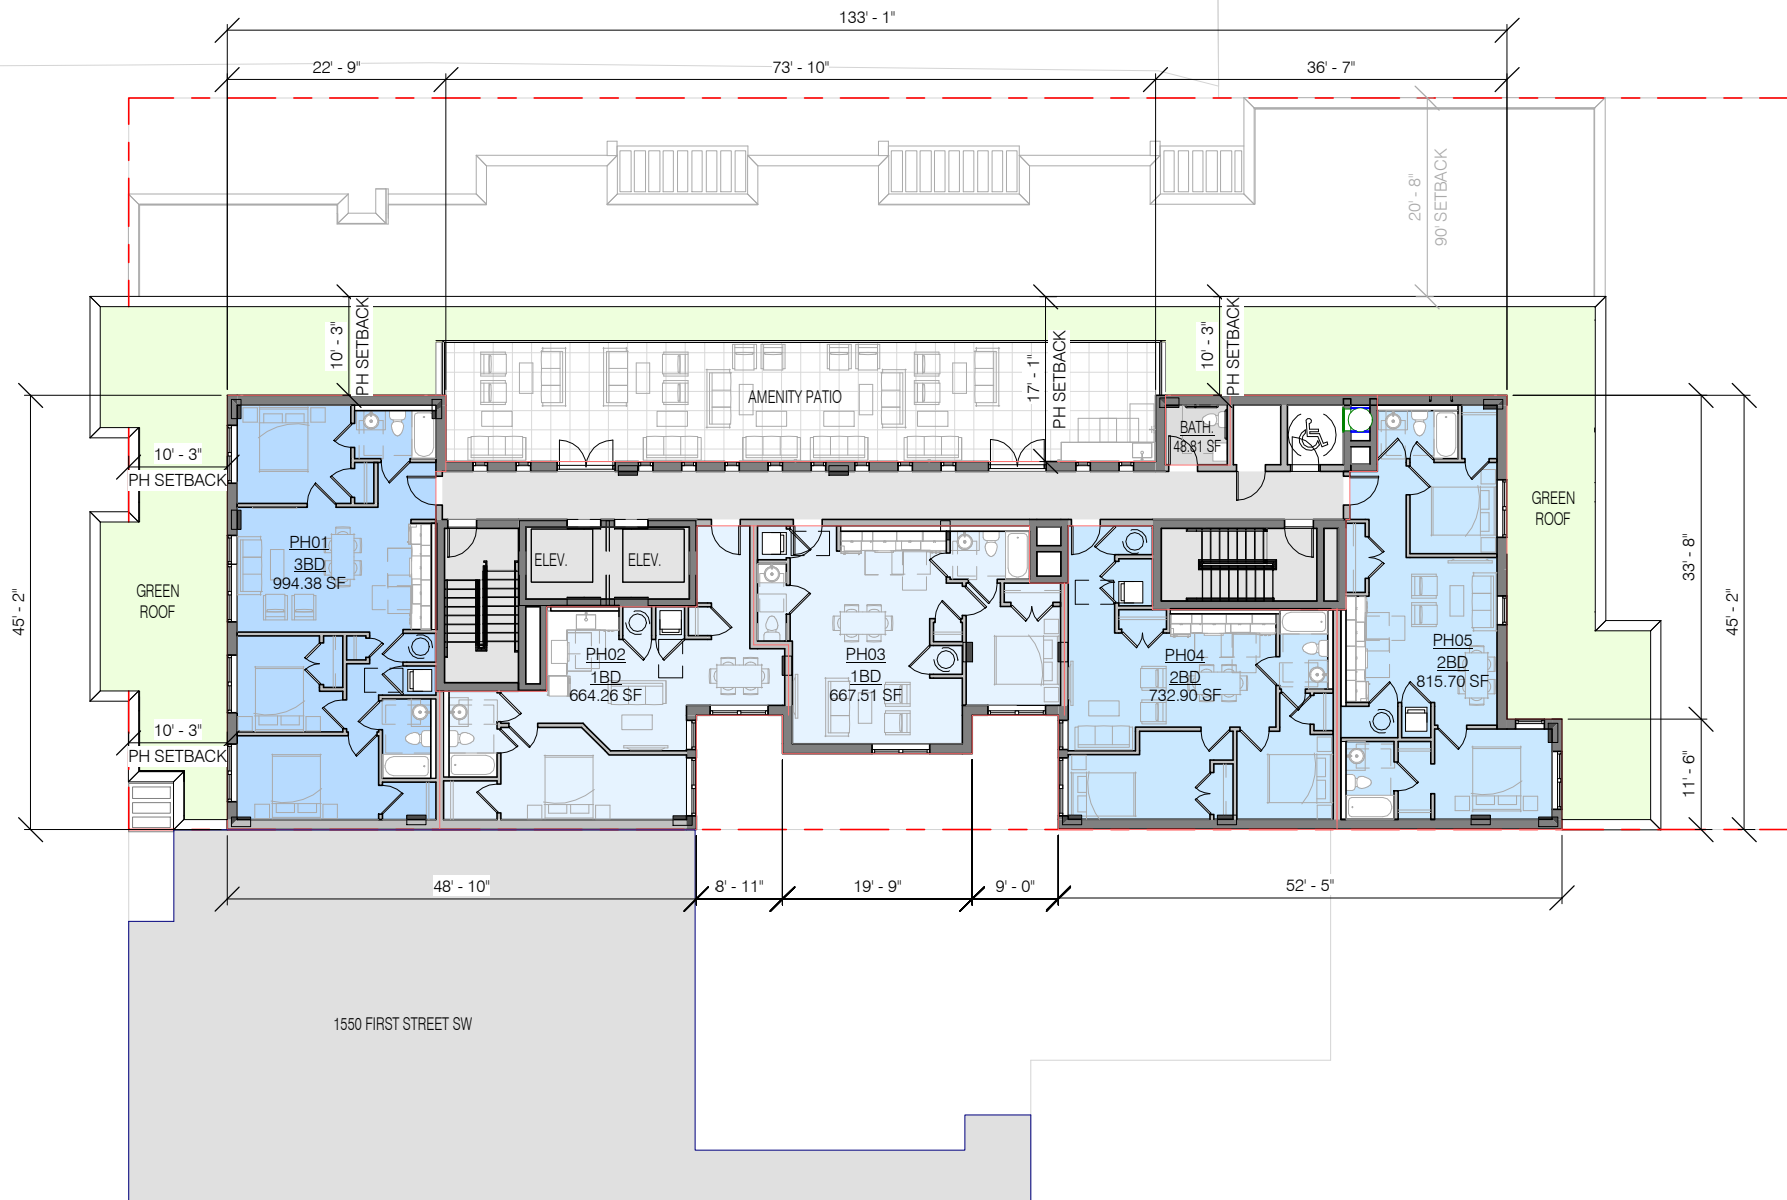 133' - 1"
22' - 9"
73' - 10"
36' - 7"
20' - 8"
90' SETBACK
10' - 3"
PH SETBACK
17' - 1"
PH SETBACK
10' - 3"
PH SETBACK
AMENITY PATIO
BATH.
48.81 SF
10' - 3"
PH SETBACK
GREEN
ROOF
33' - 8"
45' - 2"
45' - 2"
PH01
3BD
994.38 SF
ELEV.
ELEV.
GREEN
ROOF
PH02
1BD
664.26 SF
PH03
1BD
667.51 SF
PH04
2BD
732.90 SF
PH05
2BD
815.70 SF
10' - 3"
PH SETBACK
11' - 6"
48' - 10"
8' - 11"
19' - 9"
9' - 0"
52' - 5"
1550 FIRST STREET SW